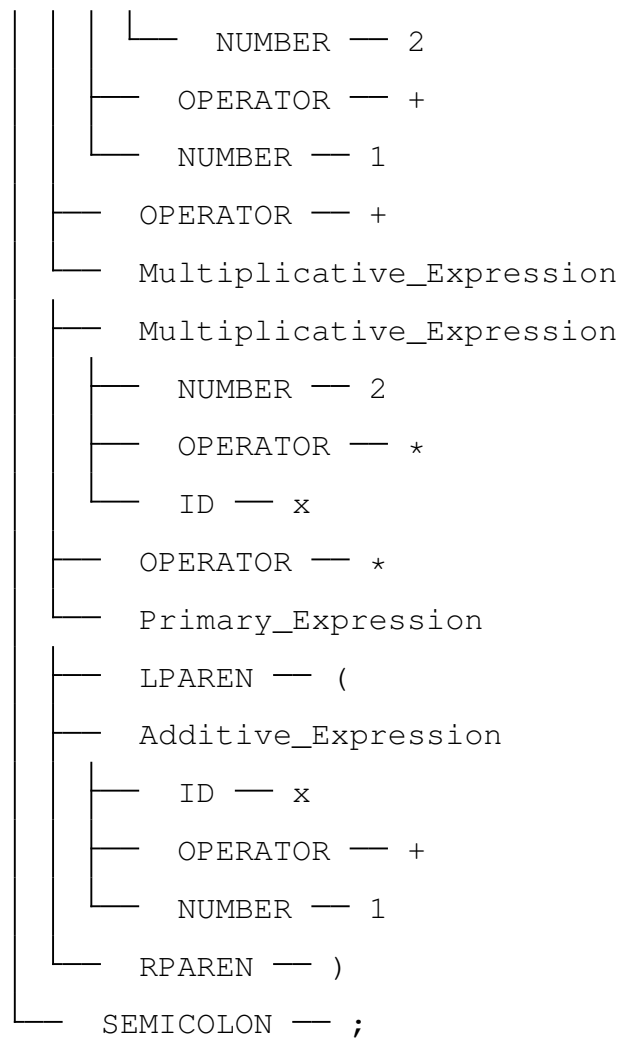 NUMBER — 2
OPERATOR — +
NUMBER — 1
OPERATOR — +
Multiplicative_Expression
Multiplicative_Expression
NUMBER — 2
OPERATOR — *
ID — x
OPERATOR — *
Primary_Expression
LPAREN — (
Additive_Expression
ID — x
OPERATOR — +
NUMBER — 1
RPAREN — )
SEMICOLON — ;